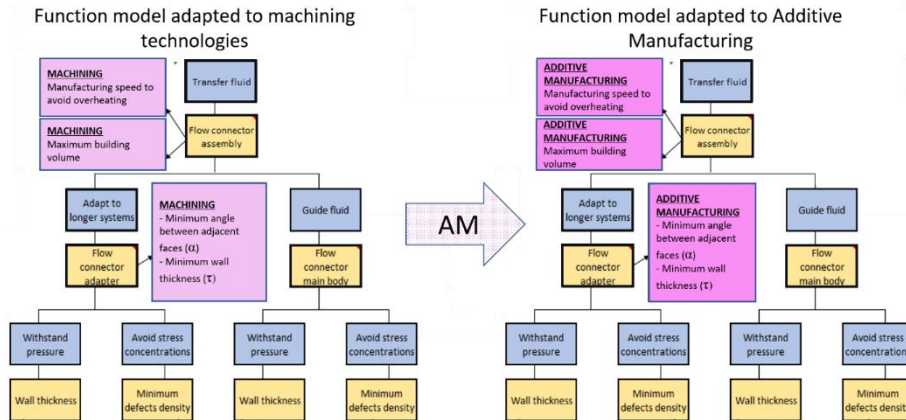 Function model adapted to machining
technologies
MACHINING
Manufacturing speed to
avoid overheating
Transfer fluid
MACHINING
Maximum building
volume
Flow connector
assembly
Adapt to
longer systems
MACHINING
- Minimum angle
between adjacent
faces (α)
- Minimum wall
thickness (τ)
Guide fluid
Flow
connector
adapter
Flow
connector
main body
Withstand
pressure
Avoid stress
concentrations
Withstand
pressure
Avoid stress
concentrations
Wall thickness
Minimum
defects density
Wall thickness
Minimum
defects density
AM
Function model adapted to Additive
Manufacturing
ADDITIVE
MANUFACTURING
Manufacturing speed to
avoid overheating
Transfer fluid
ADDITIVE
MANUFACTURING
Maximum building
volume
Flow connector
assembly
Adapt to
longer systems
ADDITIVE
MANUFACTURING
- Minimum angle
between adjacent
faces (α)
- Minimum wall
thickness (τ)
Guide fluid
Flow
connector
adapter
Flow
connector
main body
Withstand
pressure
Avoid stress
concentrations
Withstand
pressure
Avoid stress
concentrations
Wall thickness
Minimum
defects density
Wall thickness
Minimum
defects density